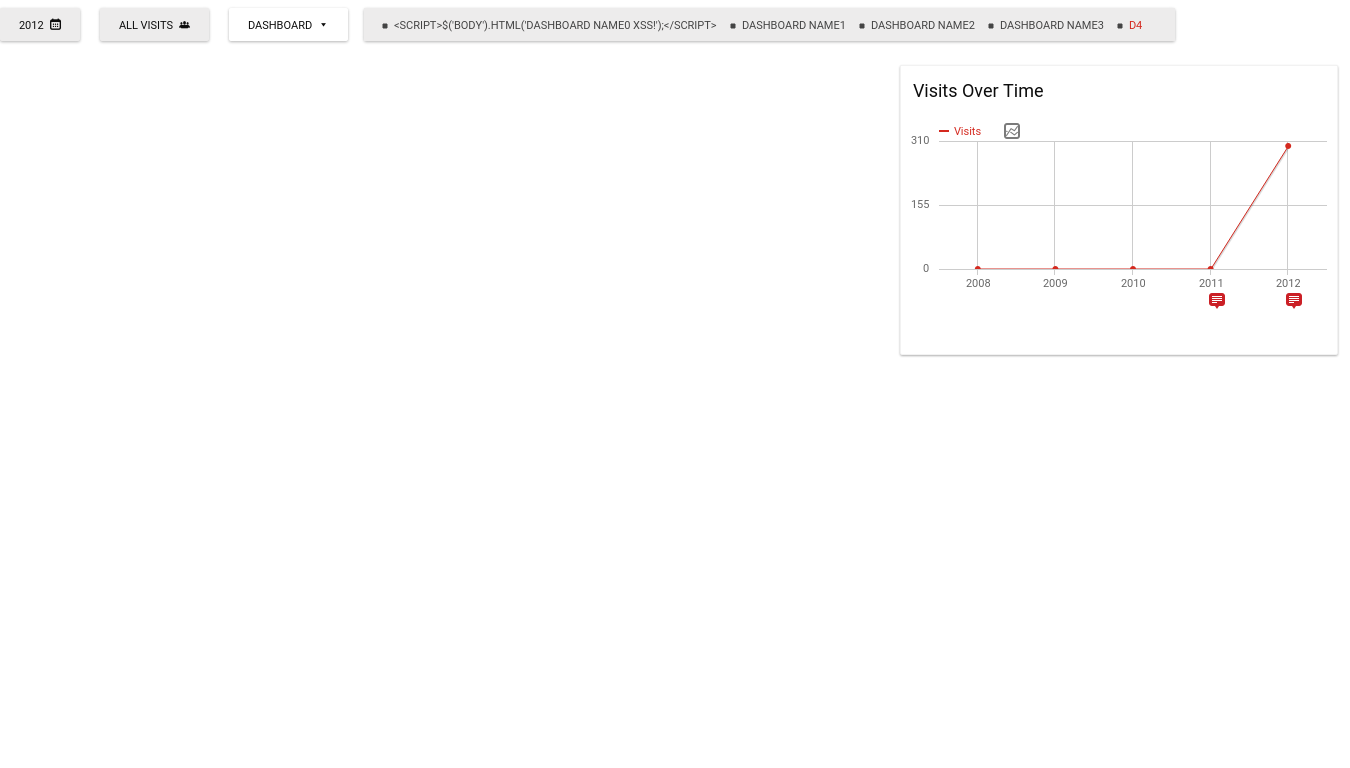 2012 ALL VISITS DASHBOARD <SCRIPT>$('BODY').HTML('DASHBOARD NAME0 XSS!');</SCRIPT> DASHBOARD NAME1 DASHBOARD NAME2 DASHBOARD NAME3 D4
Visits Over Time
Visits
310
155
0
2008 2009 2010 2011 2012